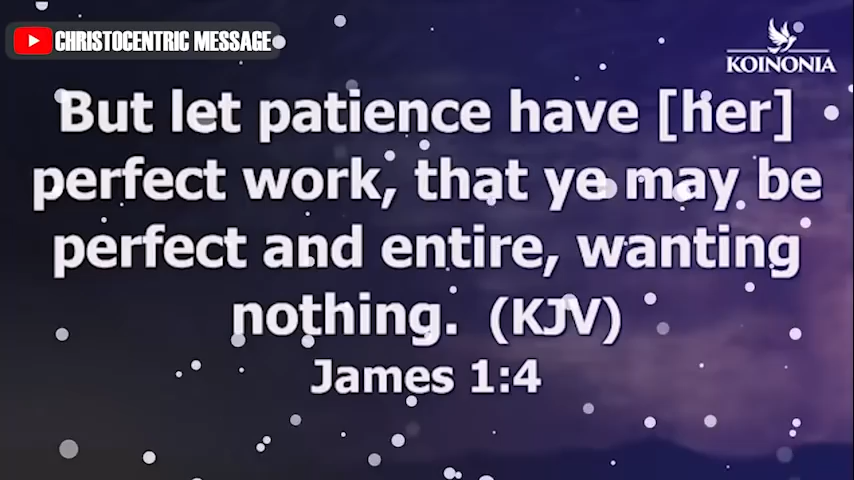 CHRISTOCENTRIC MESSAGE
KOINONIA
But let patience have [her]
perfect work, that ye may be
perfect and entire, wanting
nothing. (KJV)
James 1:4